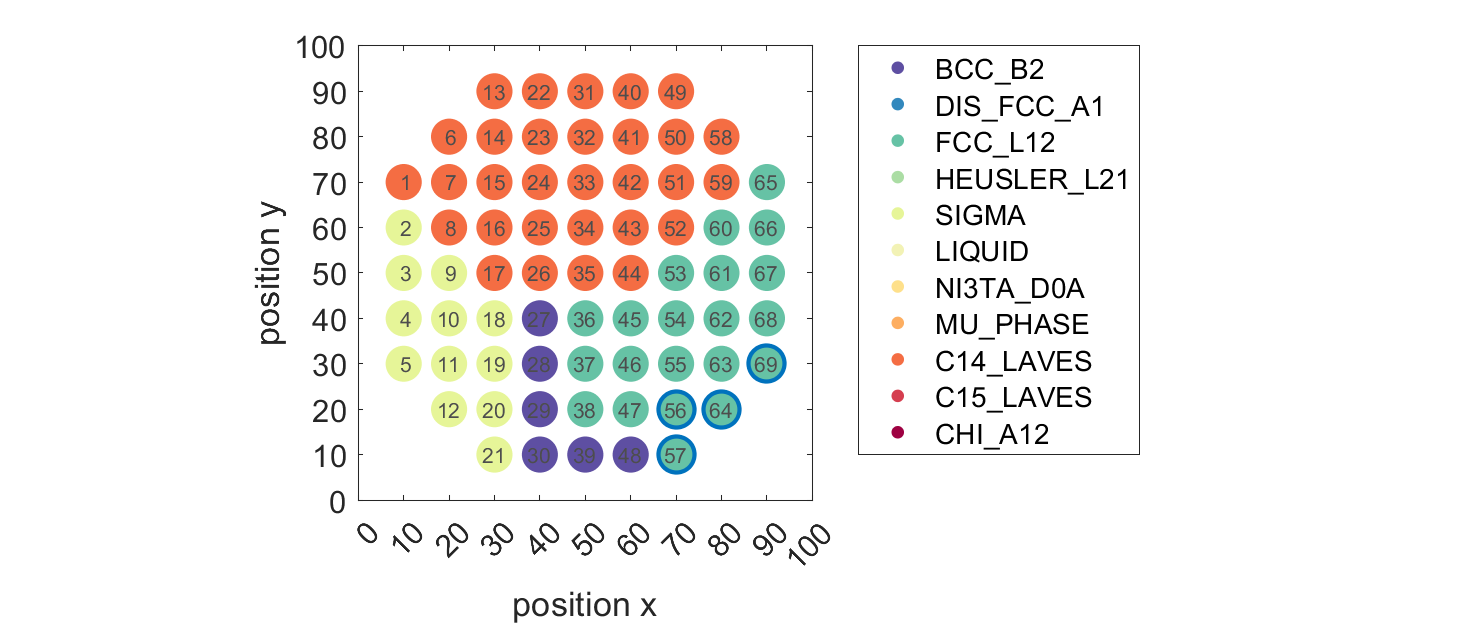 100
90
13 22 31 40 49
80
6 14 23 32 41 50 58
70
1 7 15 24 33 42 51 59 65
60
2 8 16 25 34 43 52 60 66
50
3 9 17 26 35 44 53 61 67
40
4 10 18 27 36 45 54 62 68
30
5 11 19 28 37 46 55 63 69
20
12 20 29 38 47 56 64
10
21 30 39 48 57
0
position y
0 10 20 30 40 50 60 70 80 90 100
position x
BCC_B2
DIS_FCC_A1
FCC_L12
HEUSLER_L21
SIGMA
LIQUID
NI3TA_D0A
MU_PHASE
C14_LAVES
C15_LAVES
CHI_A12